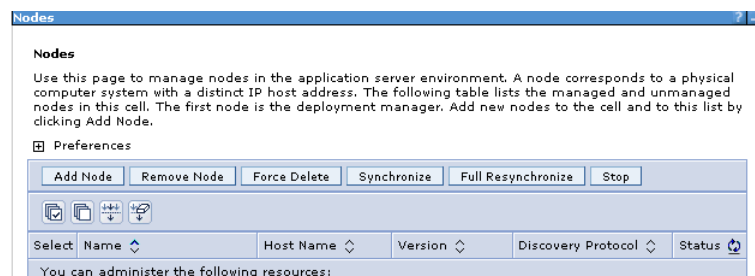 Nodes
Nodes
Use this page to manage nodes in the application server environment. A node corresponds to a physical
computer system with a distinct IP host address. The following table lists the managed and unmanaged
nodes in this cell. The first node is the deployment manager. Add new nodes to the cell and to this list by
clicking Add Node.
Preferences
Add Node Remove Node Force Delete Synchronize Full Resynchronize Stop
Select Name Host Name Version Discovery Protocol Status
You can administer the following resources: